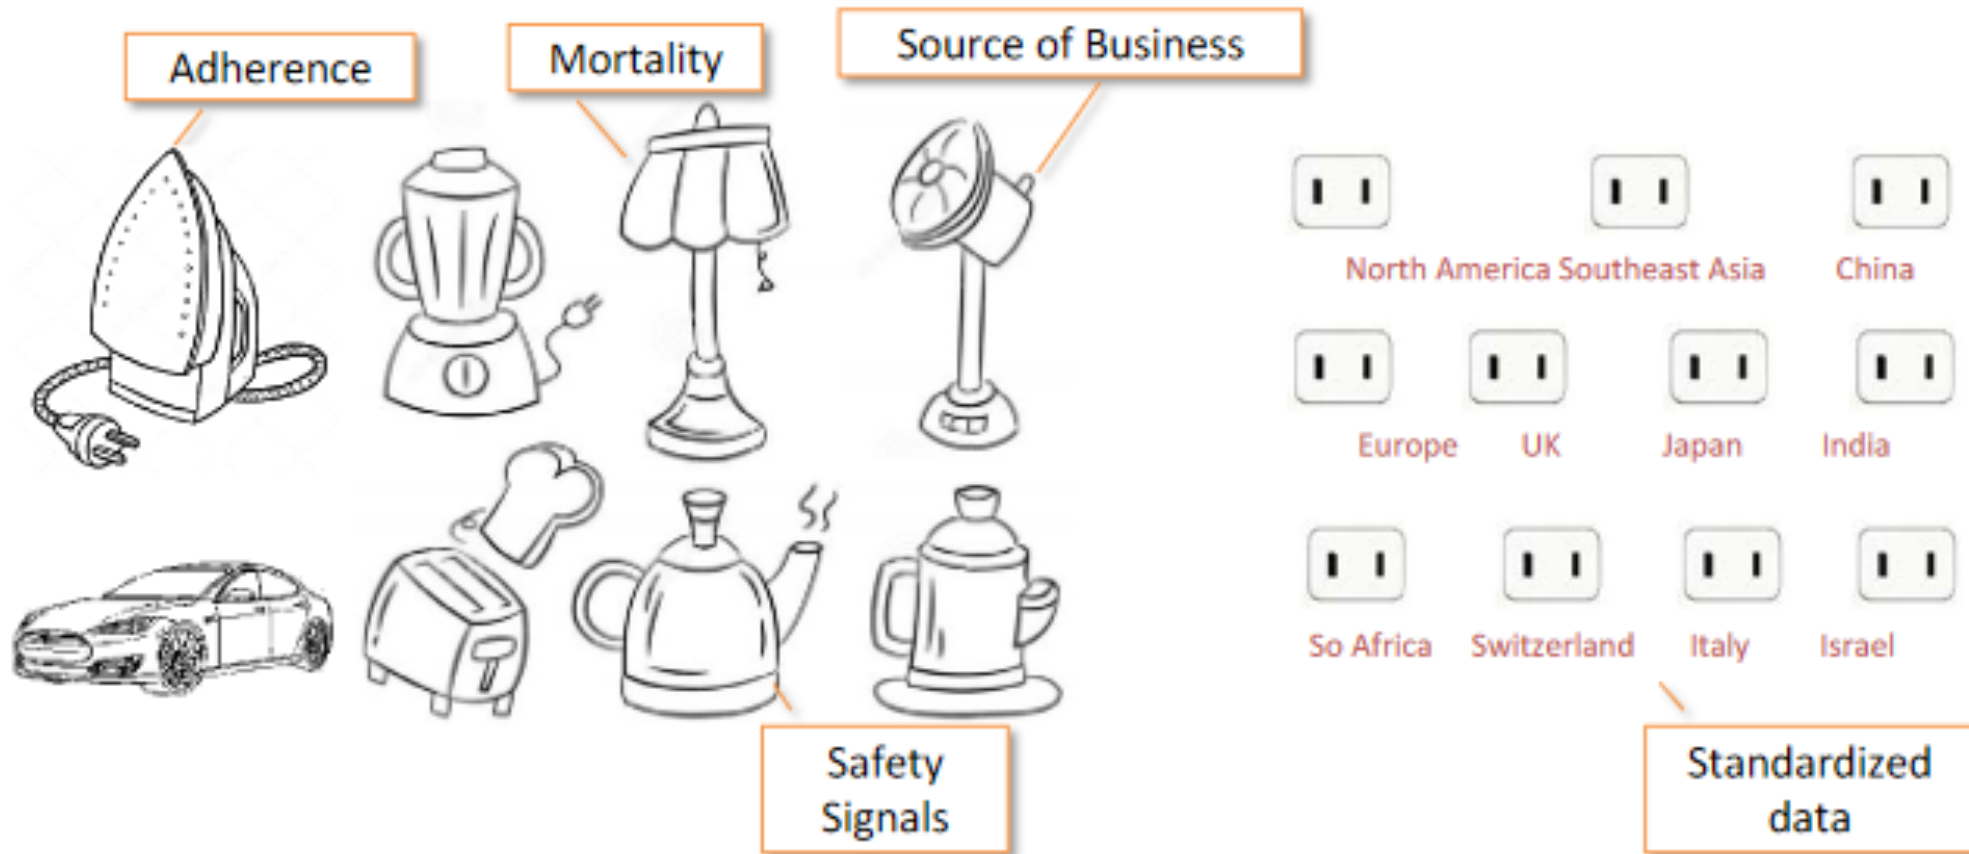 Adherence
Mortality
Source of Business
North America Southeast Asia China
Europe UK Japan India
So Africa Switzerland Italy Israel
Safety
Signals
Standardized
data